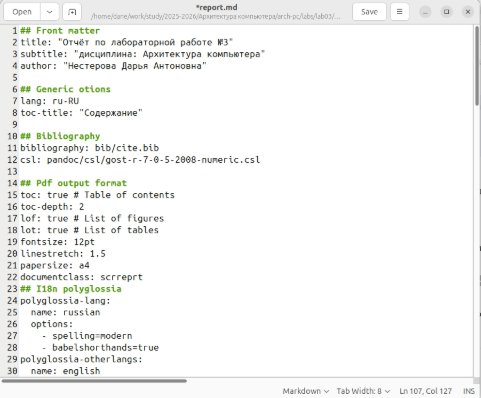 Open
*report.md
/home/dane/work/study/2025-2026/Архитектура компьютера/arch-pc/labs/lab03/...
Save
1 ## Front matter
2 title: "Отчёт по лабораторной работе №3"
3 subtitle: "дисциплина: Архитектура компьютера"
4 author: "Нестерова Дарья Антоновна"
5
6 ## Generic otions
7 lang: ru-RU
8 toc-title: "Содержание"
9
10 ## Bibliography
11 bibliography: bib/cite.bib
12 csl: pandoc/csl/gost-r-7-0-5-2008-numeric.csl
13
14 ## Pdf output format
15 toc: true # Table of contents
16 toc-depth: 2
17 lof: true # List of figures
18 lot: true # List of tables
19 fontsize: 12pt
20 linestretch: 1.5
21 papersize: a4
22 documentclass: scrreprt
23 ## I18n polyglossia
24 polyglossia-lang:
25   name: russian
26   options:
27     - spelling=modern
28     - babelshorthands=true
29 polyglossia-otherlangs:
30   name: english
Markdown Tab Width: 8 Ln 107, Col 127 INS